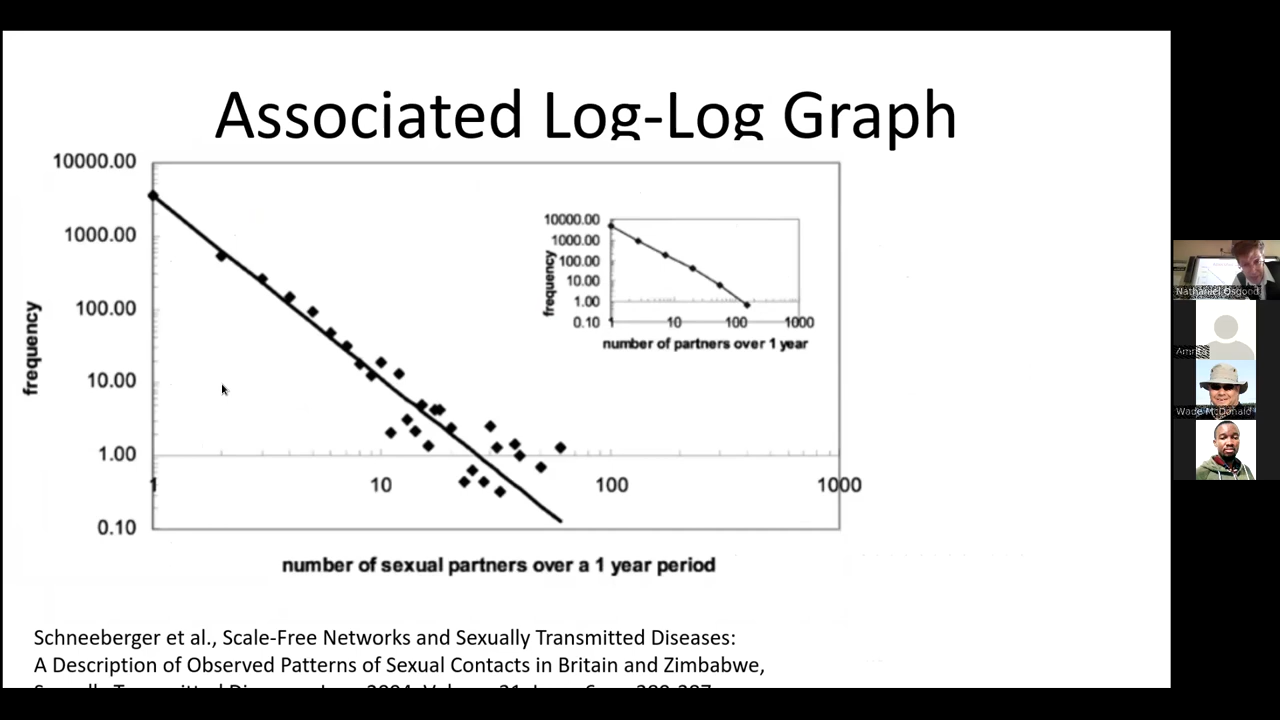 Associated Log-Log Graph
10000.00
1000.00
100.00
10.00
1.00
0.10
frequency
1
10
100
1000
number of sexual partners over a 1 year period
10000.00
1000.00
100.00
10.00
1.00
0.10
frequency
1
10
100
1000
number of partners over 1 year
Schneeberger et al., Scale-Free Networks and Sexually Transmitted Diseases:
A Description of Observed Patterns of Sexual Contacts in Britain and Zimbabwe,
Nathaniel Osgood
Wade McDonald